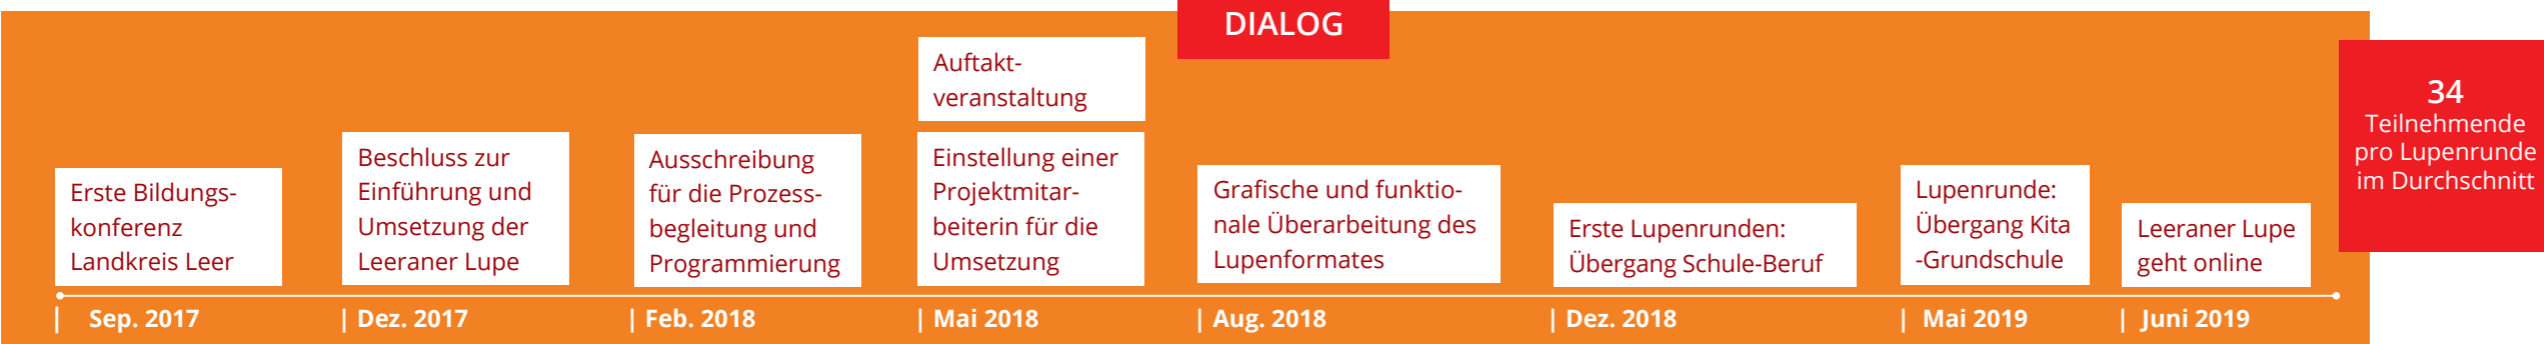 DIALOG
Erste Bildungs-
konferenz
Landkreis Leer
Beschluss zur
Einführung und
Umsetzung der
Leeraner Lupe
Ausschreibung
für die Prozess-
begleitung und
Programmierung
Auftakt-
veranstaltung
Einstellung einer
Projektmitar-
beiterin für die
Umsetzung
Grafische und funktio-
nale Überarbeitung des
Lupenformates
Erste Lupenrunden:
Übergang Schule-Beruf
Lupenrunde:
Übergang Kita
-Grundschule
Leeraner Lupe
geht online
| Sep. 2017
| Dez. 2017
| Feb. 2018
| Mai 2018
| Aug. 2018
| Dez. 2018
| Mai 2019
| Juni 2019
34
Teilnehmende
pro Lupenrunde
im Durchschnitt